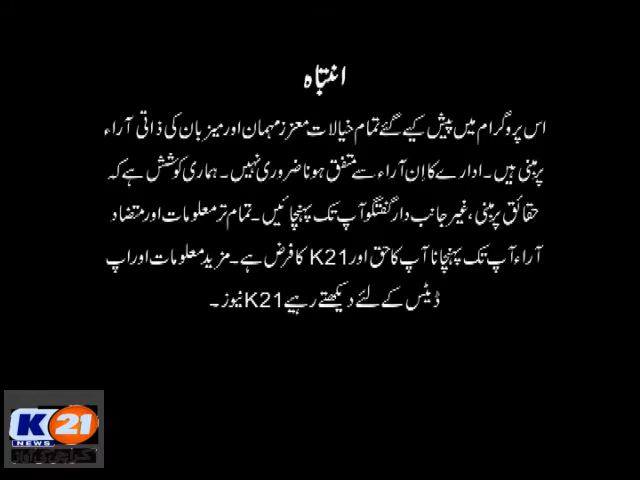 انتباہ
اس پروگرام میں پیش کیے گئے تمام خیالات معزز مہمان اور میزبان کی ذاتی آراء
پر مبنی ہیں۔ ادارے کا اِن آراء سے متفق ہونا ضروری نہیں۔ ہماری کوشش ہے کہ
حقائق پر مبنی، غیر جانب دار گفتگو آپ تک پہنچائیں۔ تمام تر معلومات اور متضاد
آراء آپ تک پہنچانا آپ کا حق اور K21 کا فرض ہے۔ مزید معلومات اور اپ
ڈیٹس کے لئے دیکھتے رہیے K21 نیوز۔
K21
NEWS